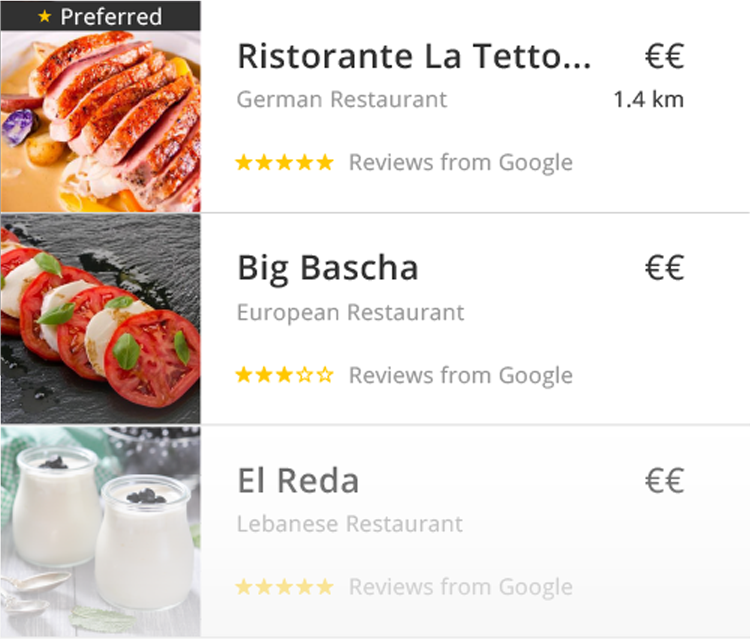 Preferred
Ristorante La Tetto... €€
German Restaurant 1.4 km
Reviews from Google
Big Bascha €€
European Restaurant
Reviews from Google
El Reda €€
Lebanese Restaurant
Reviews from Google